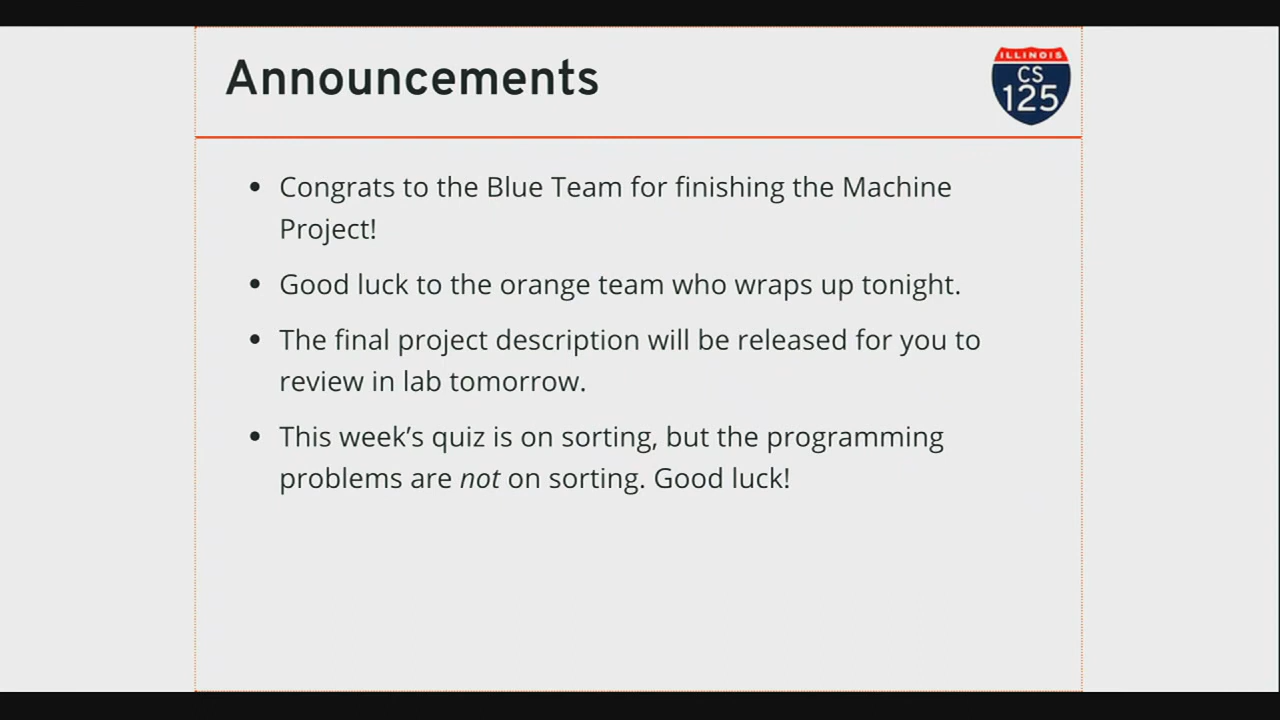 Announcements
ILLINOIS
CS
125
• Congrats to the Blue Team for finishing the Machine
Project!
• Good luck to the orange team who wraps up tonight.
• The final project description will be released for you to
review in lab tomorrow.
• This week’s quiz is on sorting, but the programming
problems are not on sorting. Good luck!